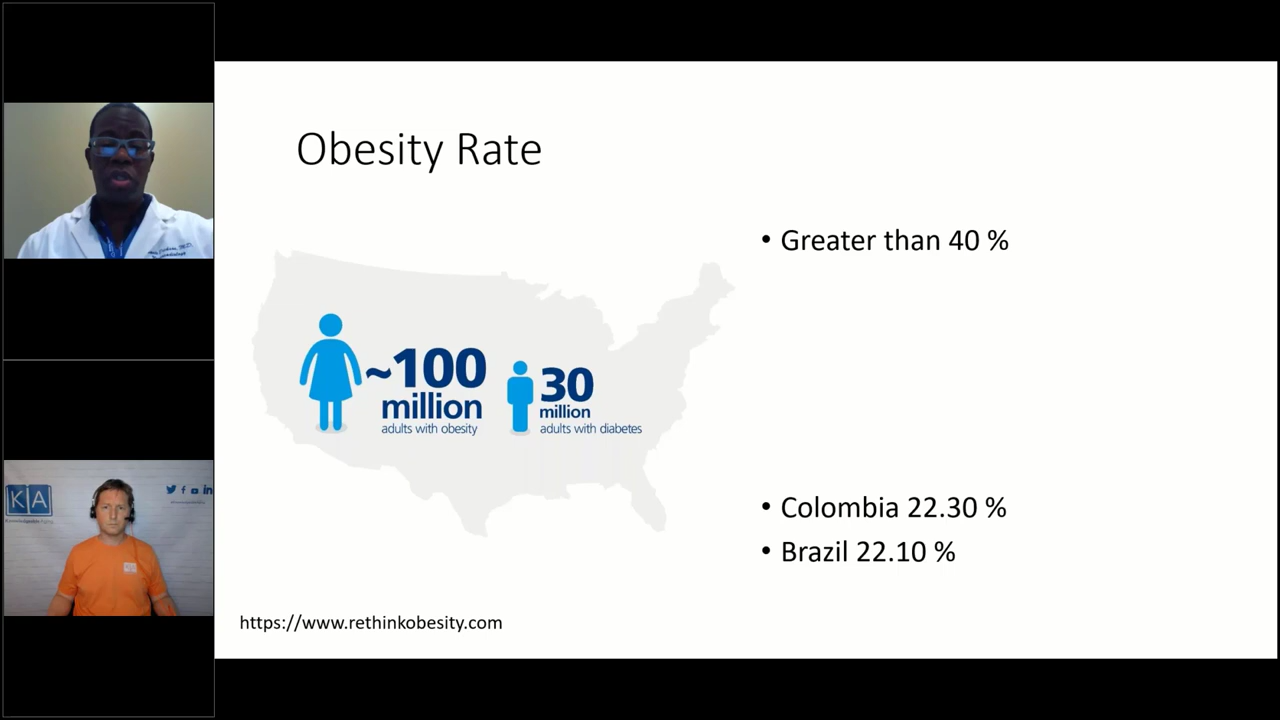 Obesity Rate
• Greater than 40 %
~100
million
adults with obesity
30
million
adults with diabetes
• Colombia 22.30 %
• Brazil 22.10 %
https://www.rethinkobesity.com
KIA